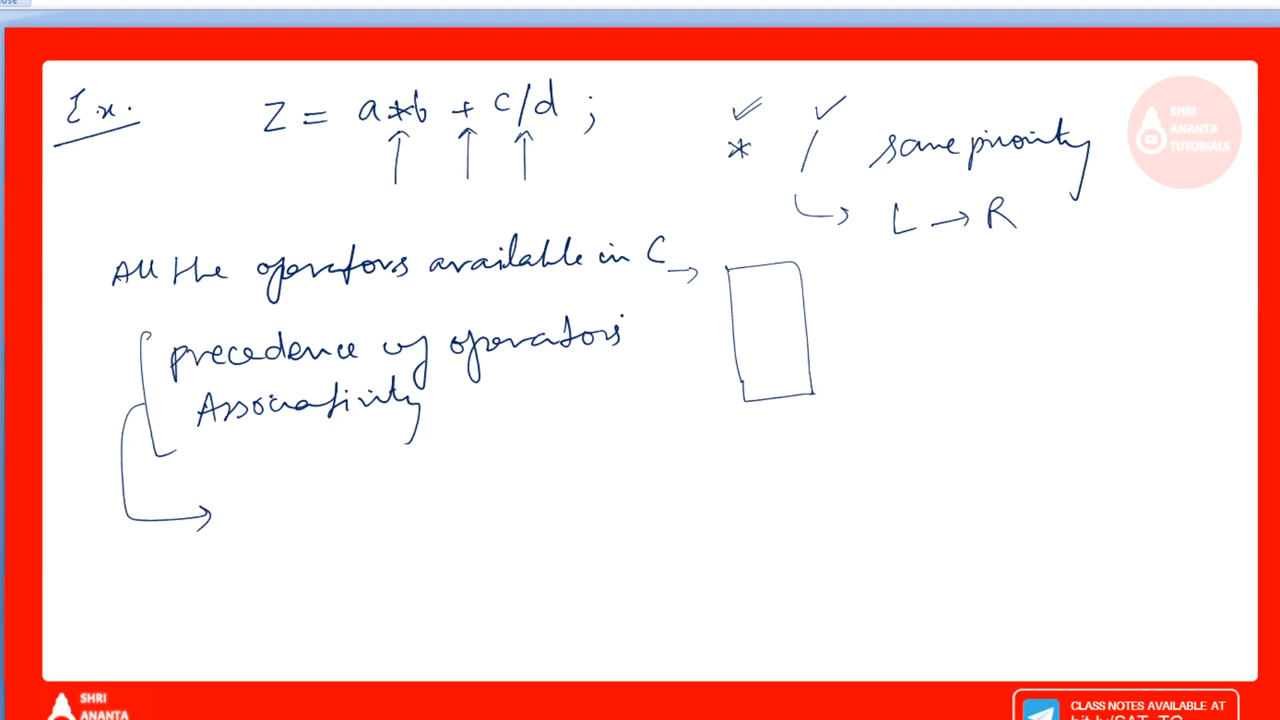 Ex.
Z = a*b + c/d ;
* / same priority
L → R
All the operators available in C →
precedence of operators
Associativity
SHRI
ANANTA
TUTORIALS
SHRI
ANANTA
CLASS NOTES AVAILABLE AT